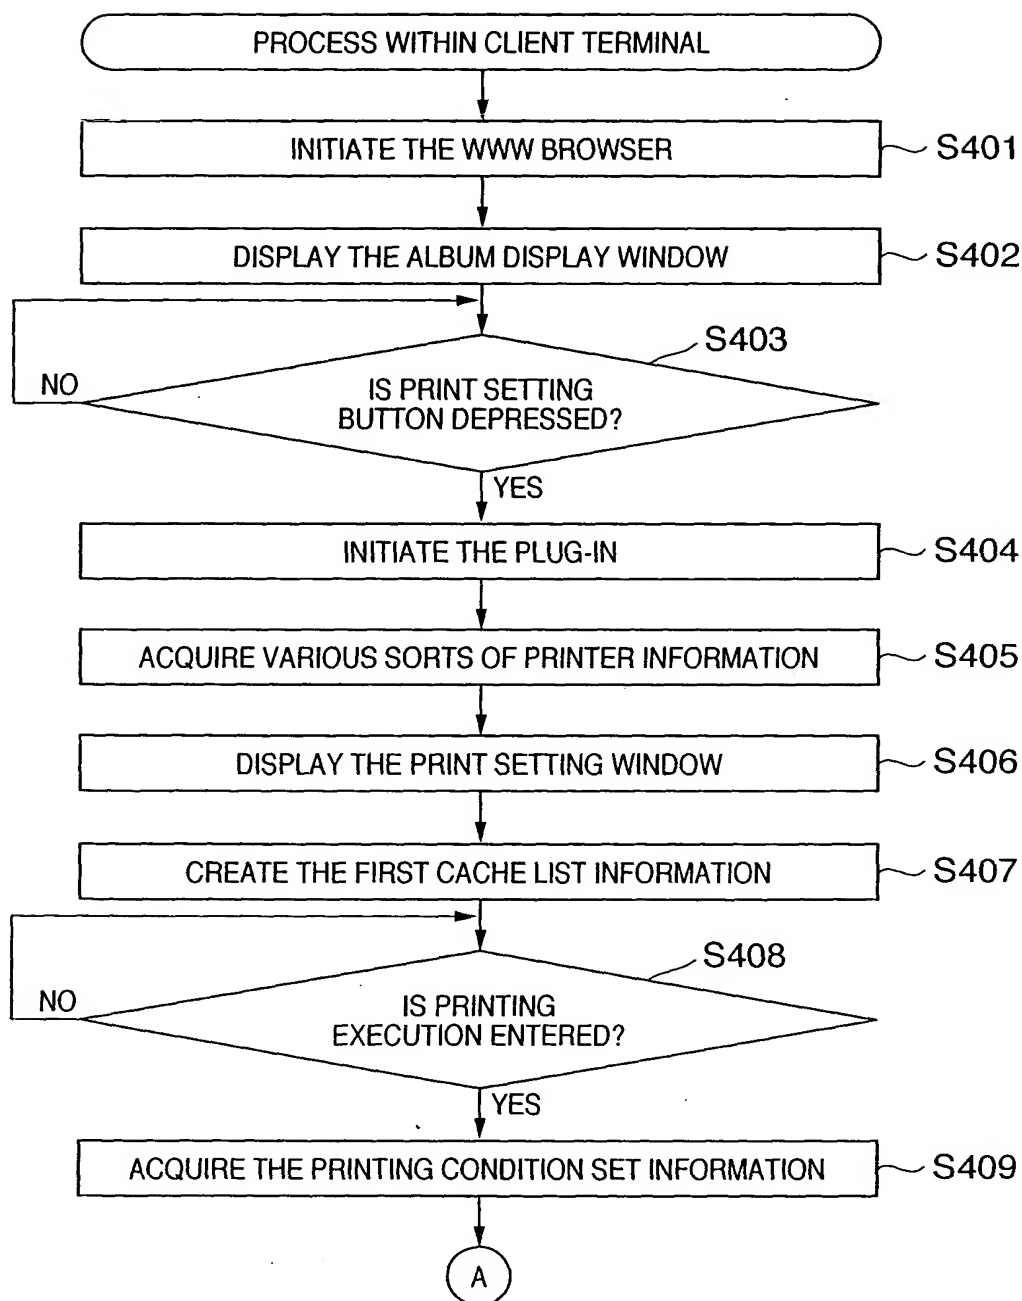 PROCESS WITHIN CLIENT TERMINAL
INITIATE THE WWW BROWSER
S401
DISPLAY THE ALBUM DISPLAY WINDOW
S402
S403
NO
IS PRINT SETTING
BUTTON DEPRESSED?
YES
INITIATE THE PLUG-IN
S404
ACQUIRE VARIOUS SORTS OF PRINTER INFORMATION
S405
DISPLAY THE PRINT SETTING WINDOW
S406
CREATE THE FIRST CACHE LIST INFORMATION
S407
S408
NO
IS PRINTING
EXECUTION ENTERED?
YES
ACQUIRE THE PRINTING CONDITION SET INFORMATION
S409
A